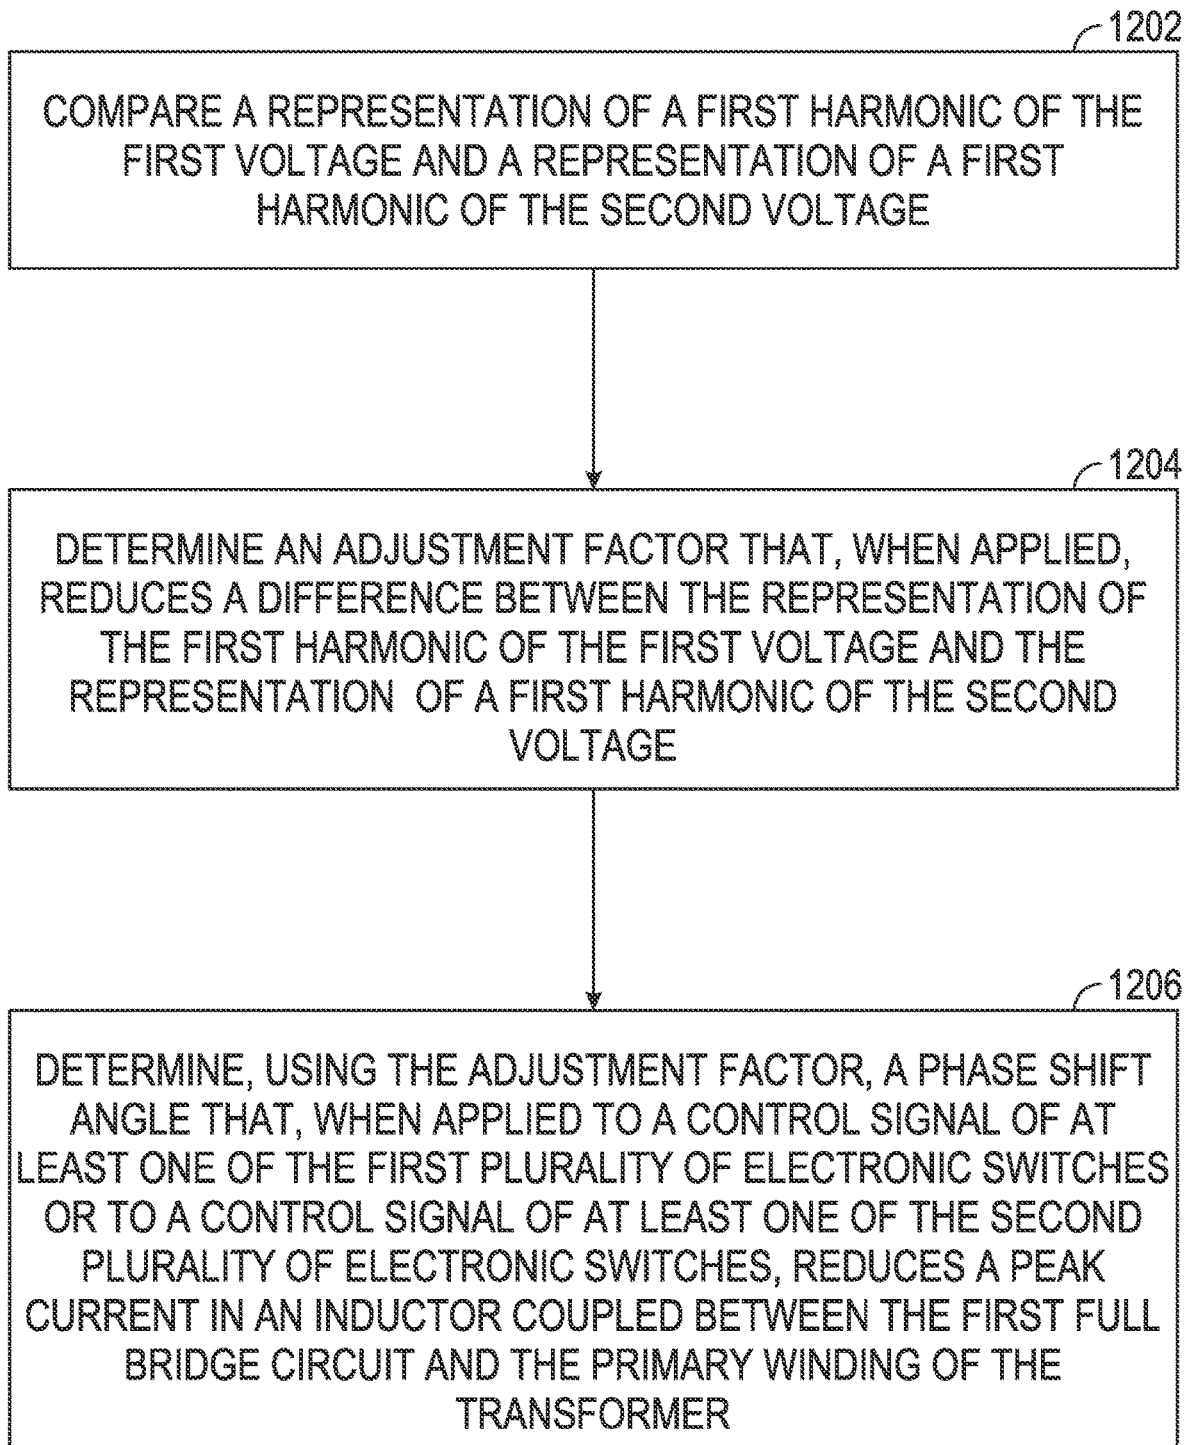 1202
COMPARE A REPRESENTATION OF A FIRST HARMONIC OF THE
FIRST VOLTAGE AND A REPRESENTATION OF A FIRST
HARMONIC OF THE SECOND VOLTAGE
1204
DETERMINE AN ADJUSTMENT FACTOR THAT, WHEN APPLIED,
REDUCES A DIFFERENCE BETWEEN THE REPRESENTATION OF
THE FIRST HARMONIC OF THE FIRST VOLTAGE AND THE
REPRESENTATION OF A FIRST HARMONIC OF THE SECOND
VOLTAGE
1206
DETERMINE, USING THE ADJUSTMENT FACTOR, A PHASE SHIFT
ANGLE THAT, WHEN APPLIED TO A CONTROL SIGNAL OF AT
LEAST ONE OF THE FIRST PLURALITY OF ELECTRONIC SWITCHES
OR TO A CONTROL SIGNAL OF AT LEAST ONE OF THE SECOND
PLURALITY OF ELECTRONIC SWITCHES, REDUCES A PEAK
CURRENT IN AN INDUCTOR COUPLED BETWEEN THE FIRST FULL
BRIDGE CIRCUIT AND THE PRIMARY WINDING OF THE
TRANSFORMER